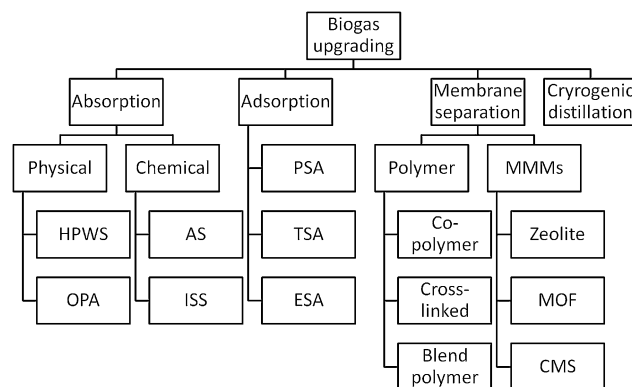 Biogas
upgrading
Absorption
Adsorption
Membrane
separation
Cryrogenic
distillation
Physical
Chemical
PSA
Polymer
MMMs
HPWS
AS
TSA
Co-
polymer
Zeolite
OPA
ISS
ESA
Cross-
linked
MOF
Blend
polymer
CMS